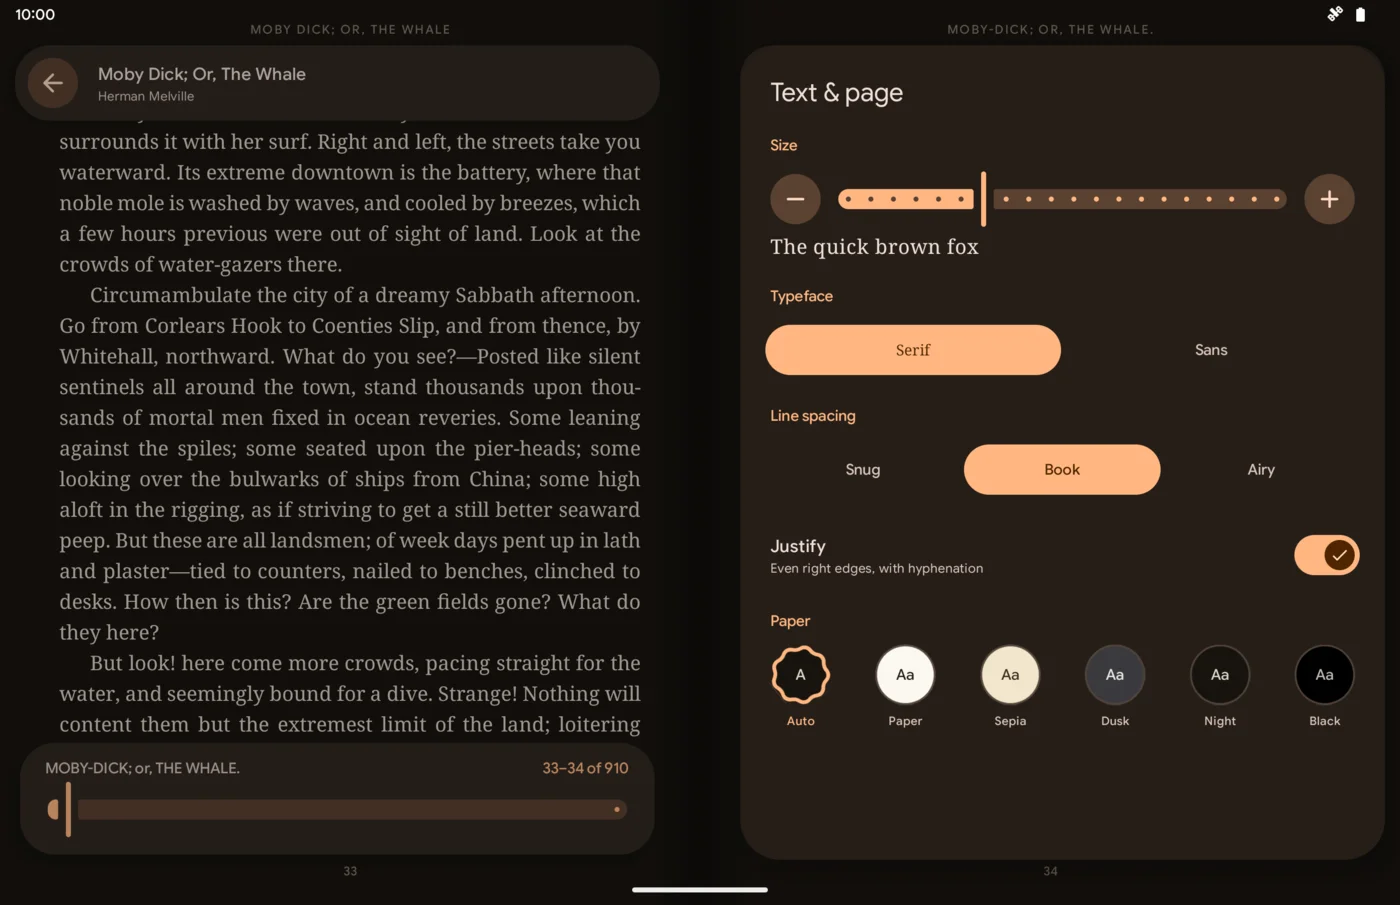 10:00
MOBY DICK; OR, THE WHALE
Moby Dick; Or, The Whale
Herman Melville
surrounds it with her surf. Right and left, the streets take you
waterward. Its extreme downtown is the battery, where that
noble mole is washed by waves, and cooled by breezes, which
a few hours previous were out of sight of land. Look at the
crowds of water-gazers there.
Circumambulate the city of a dreamy Sabbath afternoon.
Go from Corlears Hook to Coenties Slip, and from thence, by
Whitehall, northward. What do you see?—Posted like silent
sentinels all around the town, stand thousands upon thou-
sands of mortal men fixed in ocean reveries. Some leaning
against the spiles; some seated upon the pier-heads; some
looking over the bulwarks of ships from China; some high
aloft in the rigging, as if striving to get a still better seaward
peep. But these are all landsmen; of week days pent up in lath
and plaster—tied to counters, nailed to benches, clinched to
desks. How then is this? Are the green fields gone? What do
they here?
But look! here come more crowds, pacing straight for the
water, and seemingly bound for a dive. Strange! Nothing will
content them but the extremest limit of the land; loitering
MOBY-DICK; or, THE WHALE.
33–34 of 910
33
MOBY-DICK; OR, THE WHALE.
Text & page
Size
The quick brown fox
Typeface
Serif
Sans
Line spacing
Snug
Book
Airy
Justify
Even right edges, with hyphenation
Paper
A
Aa
Aa
Aa
Aa
Aa
Auto
Paper
Sepia
Dusk
Night
Black
34